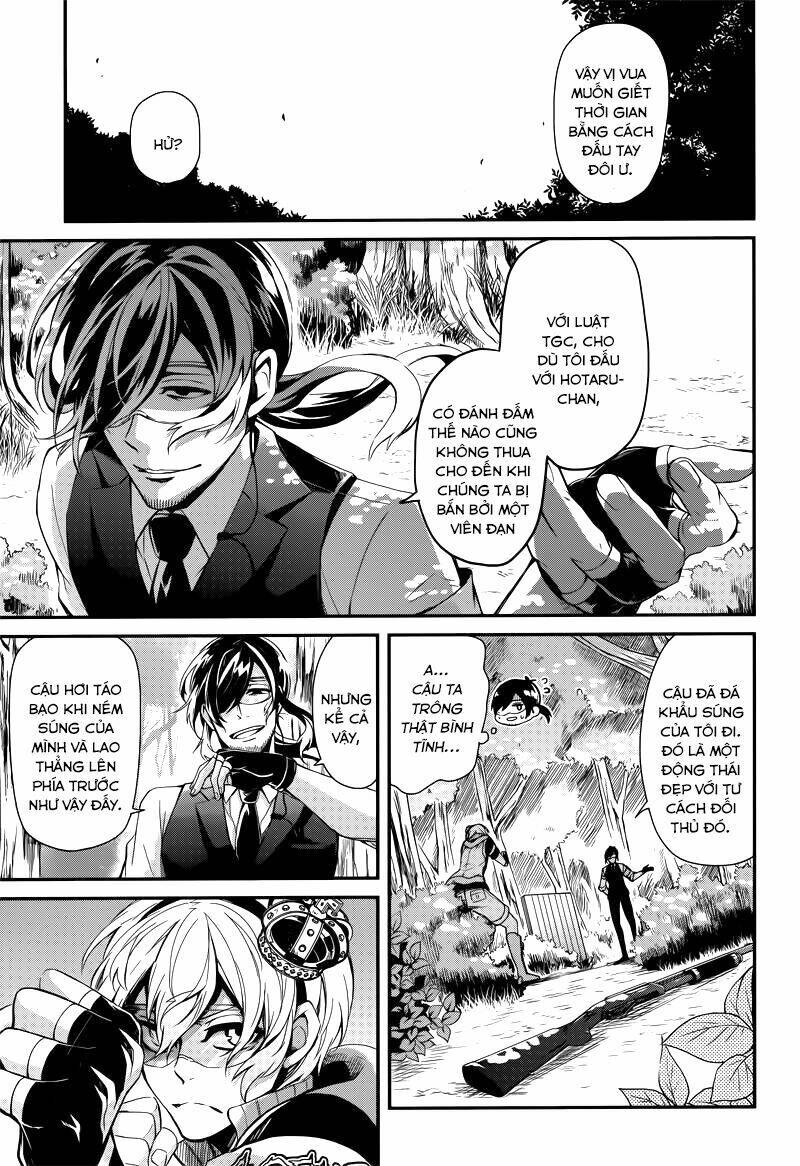 VẬY VỊ VUA
MUỐN GIẾT
THỜI GIAN
BẰNG CÁCH
ĐẤU TAY
ĐÔI Ư.
HỬ?
VỚI LUẬT
TGC, CHO
DÙ TÔI ĐẤU
VỚI HOTARU-
CHAN,
CÓ ĐÁNH ĐẤM
THẾ NÀO CŨNG
KHÔNG THUA
CHO ĐẾN KHI
CHÚNG TA BỊ
BẮN BỞI MỘT
VIÊN ĐẠN
CẬU ĐÃ ĐÁ
KHẨU SÚNG
CỦA TÔI ĐI.
ĐÓ LÀ MỘT
ĐỘNG THÁI
ĐẸP VỚI TƯ
CÁCH ĐỐI
THỦ ĐÓ.
A...
CẬU TA
TRÔNG
THẬT BÌNH
TĨNH...
NHƯNG
KỂ CẢ
VẬY,
CẬU HƠI TÁO
BẠO KHI NÉM
SÚNG CỦA
MÌNH VÀ LAO
THẲNG LÊN
PHÍA TRƯỚC
NHƯ VẬY ĐẤY.